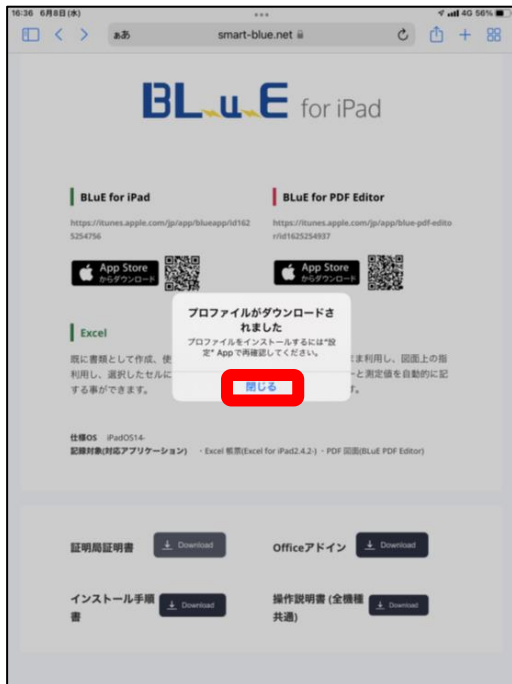 16:36 6月8日(水)
4G 56%
ぁあ smart-blue.net
BLuE for iPad
BLuE for iPad
https://itunes.apple.com/jp/app/blueapp/id162
5254756
App Store
からダウンロード
BLuE for PDF Editor
https://itunes.apple.com/jp/app/blue-pdf-edito
r/id1625254937
App Store
からダウンロード
プロファイルがダウンロードさ
れました
プロファイルをインストールするには"設
定" Appで再確認してください。
閉じる
Excel
既に書類として作成、使
利用し、選択したセルに
する事ができます。
まま利用し、図面上の指
ーと測定値を自動的に記
す。
仕様OS iPadOS14-
記録対象(対応アプリケーション) ・Excel 帳票(Excel for iPad2.4.2-)・PDF 図面(BLuE PDF Editor)
証明局証明書 Download
Officeアドイン Download
インストール手順
書 Download
操作説明書 (全機種
共通) Download